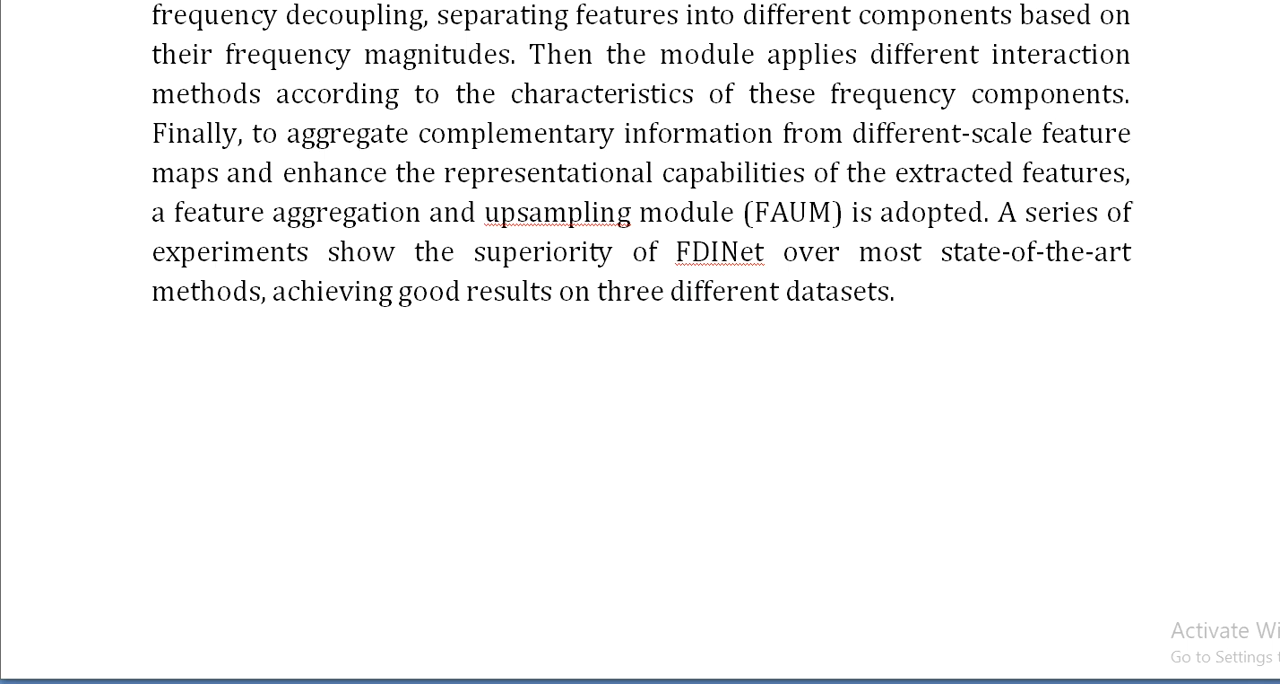 frequency decoupling, separating features into different components based on
their frequency magnitudes. Then the module applies different interaction
methods according to the characteristics of these frequency components.
Finally, to aggregate complementary information from different-scale feature
maps and enhance the representational capabilities of the extracted features,
a feature aggregation and upsampling module (FAUM) is adopted. A series of
experiments show the superiority of FDINet over most state-of-the-art
methods, achieving good results on three different datasets.
Activate Wi
Go to Settings t